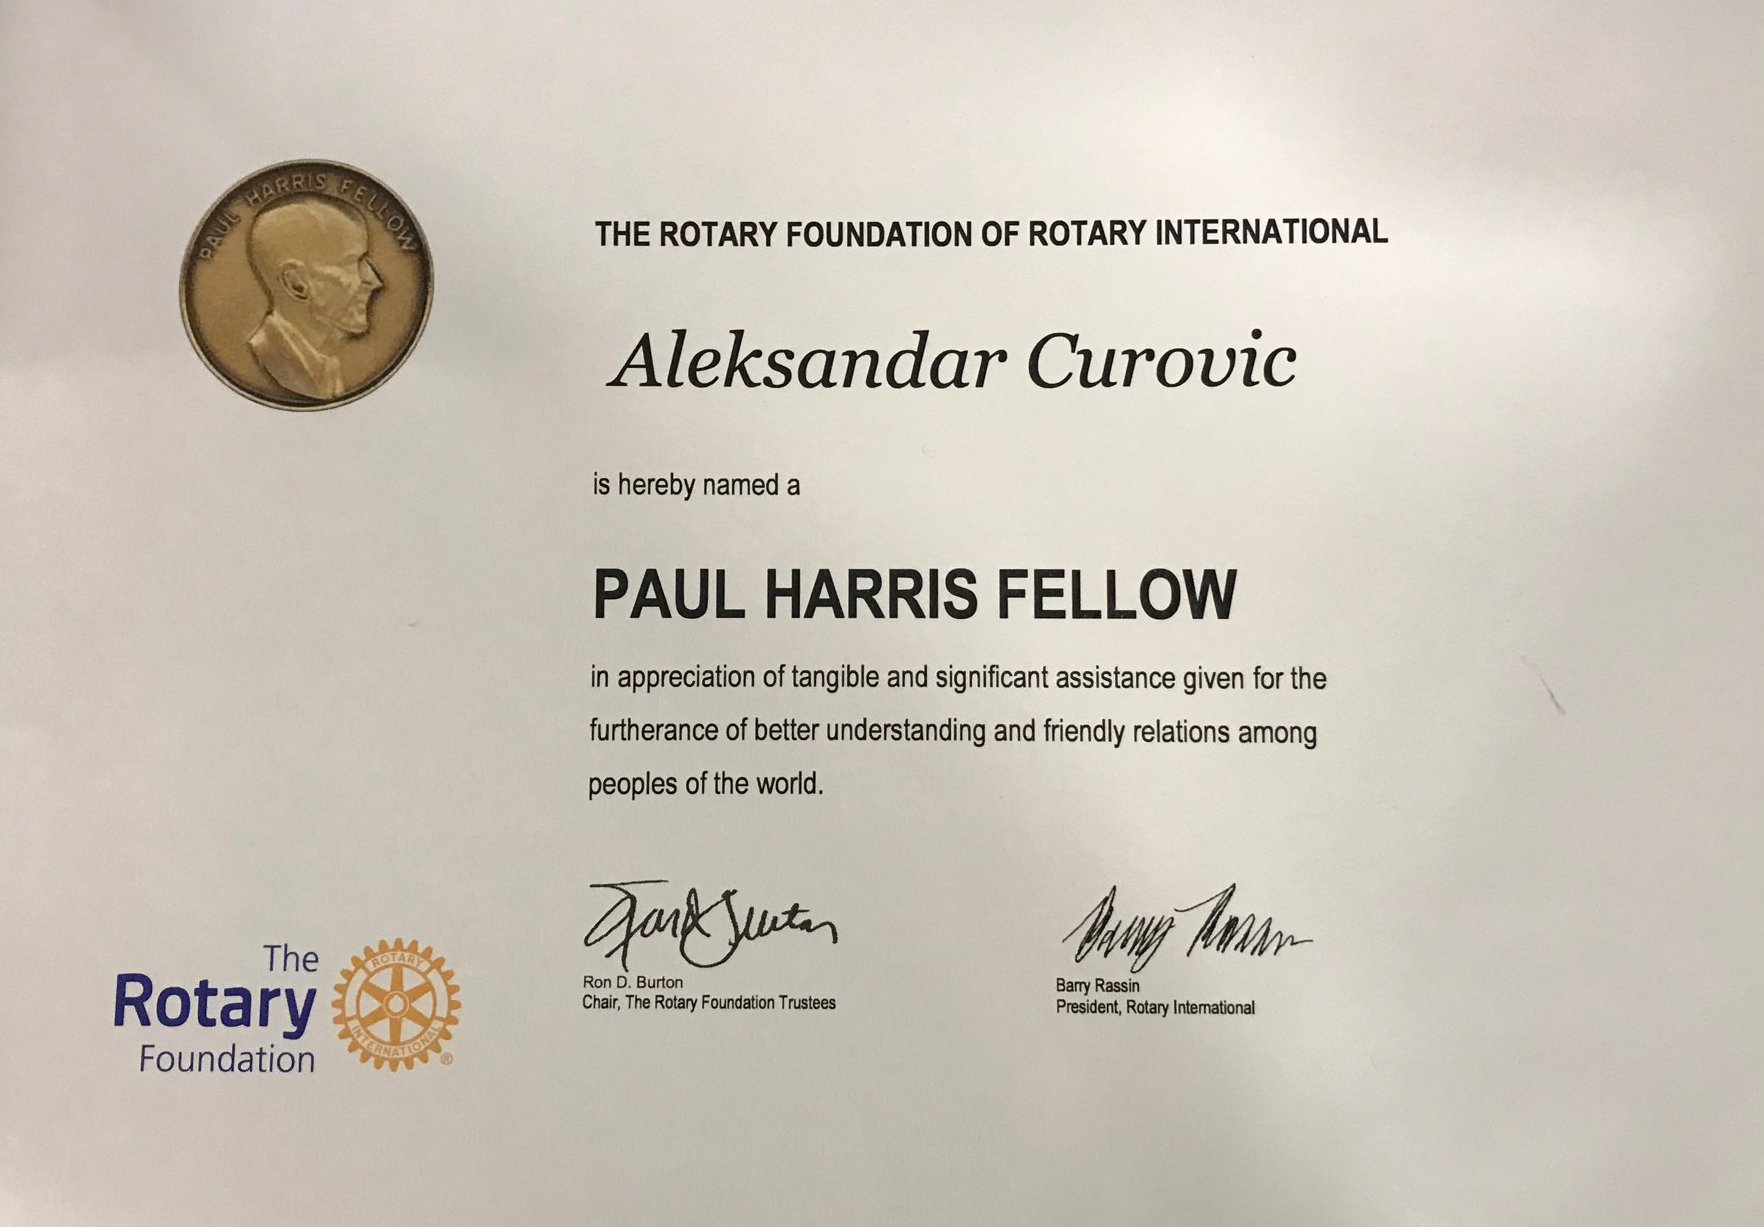 PAUL HARRIS FELLOW
THE ROTARY FOUNDATION OF ROTARY INTERNATIONAL
Aleksandar Curovic
is hereby named a
PAUL HARRIS FELLOW
in appreciation of tangible and significant assistance given for the
furtherance of better understanding and friendly relations among
peoples of the world.
Ron D. Burton
Chair, The Rotary Foundation Trustees
Barry Rassin
President, Rotary International
The
Rotary
Foundation
ROTARY
INTERNATIONAL
®